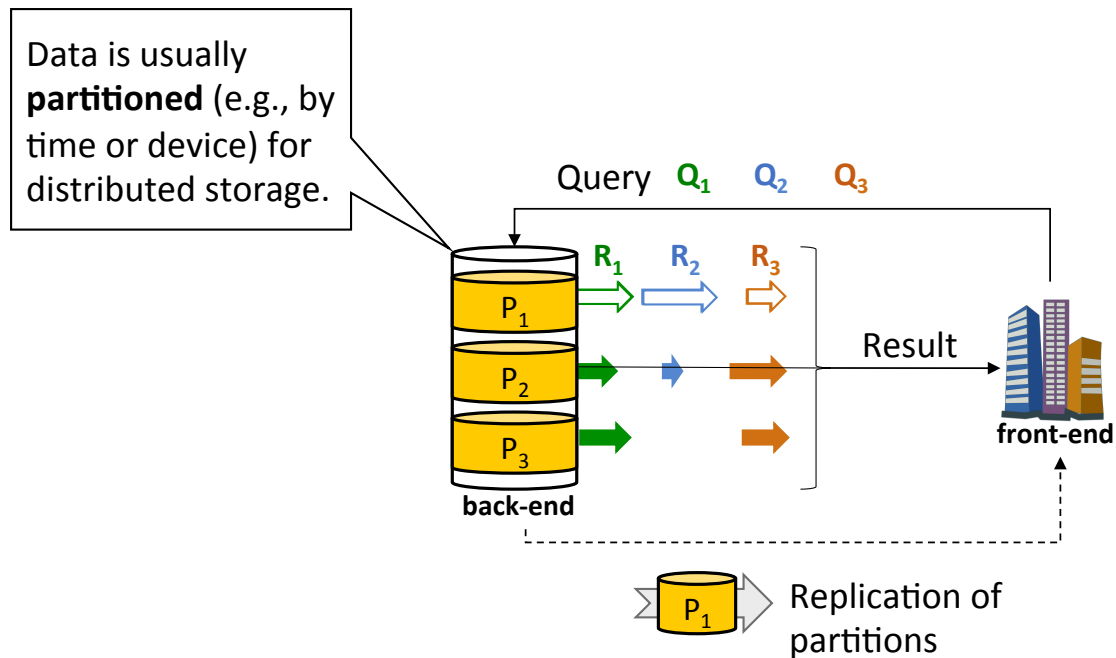 Data is usually
partitioned (e.g., by
time or device) for
distributed storage.
Query Q1 Q2 Q3
R1 R2 R3
P1
Result
P2
P3
front-end
back-end
P1
Replication of
partitions